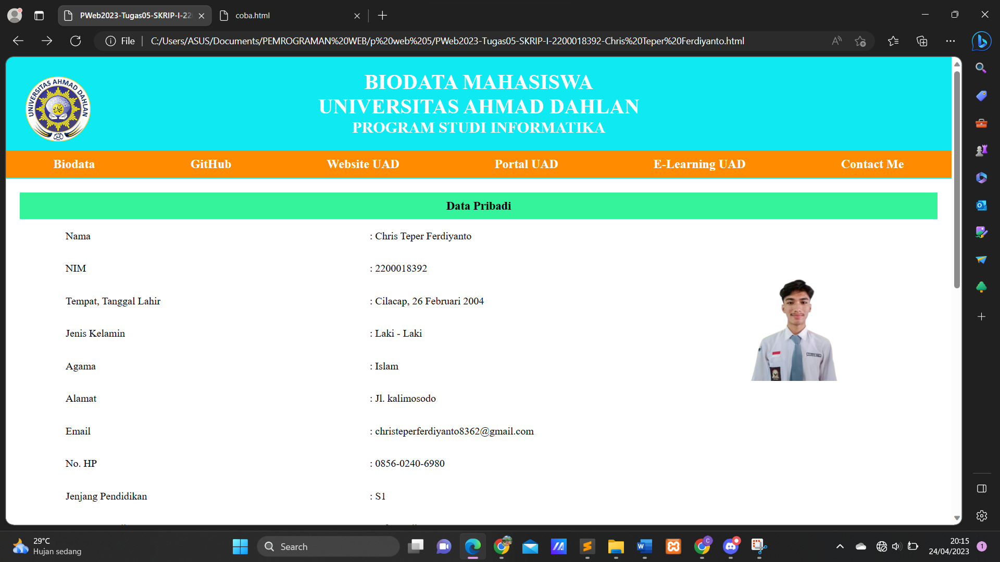 PWeb2023-Tugas05-SKRIP-I-22
coba.html
File
C:/Users/ASUS/Documents/PEMROGRAMAN%20WEB/p%20web%205/PWeb2023-Tugas05-SKRIP-I-2200018392-Chris%20Teper%20Ferdiyanto.html
UNIVERSITAS AHMAD DAHLAN
BIODATA MAHASISWA
UNIVERSITAS AHMAD DAHLAN
PROGRAM STUDI INFORMATIKA
Biodata GitHub Website UAD Portal UAD E-Learning UAD Contact Me
Data Pribadi
Nama : Chris Teper Ferdiyanto
NIM : 2200018392
Tempat, Tanggal Lahir : Cilacap, 26 Februari 2004
Jenis Kelamin : Laki - Laki
Agama : Islam
Alamat : Jl. kalimosodo
Email : christeperferdiyanto8362@gmail.com
No. HP : 0856-0240-6980
Jenjang Pendidikan : S1
29°C
Hujan sedang
Search
20:15
24/04/2023
1